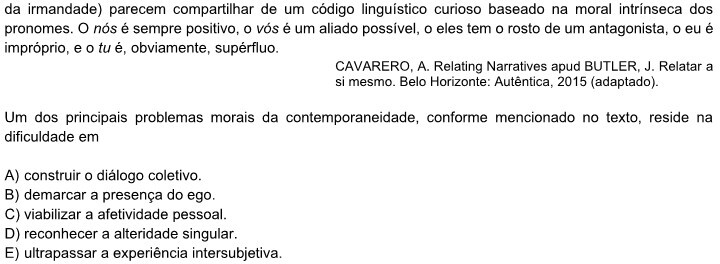 da irmandade) parecem compartilhar de um código linguístico curioso baseado na moral intrínseca dos
pronomes. O nós é sempre positivo, o vós é um aliado possível, o eles tem o rosto de um antagonista, o eu é
impróprio, e o tu é, obviamente, supérfluo.
CAVARERO, A. Relating Narratives apud BUTLER, J. Relatar a
si mesmo. Belo Horizonte: Autêntica, 2015 (adaptado).
Um dos principais problemas morais da contemporaneidade, conforme mencionado no texto, reside na
dificuldade em
A) construir o diálogo coletivo.
B) demarcar a presença do ego.
C) viabilizar a afetividade pessoal.
D) reconhecer a alteridade singular.
E) ultrapassar a experiência intersubjetiva.